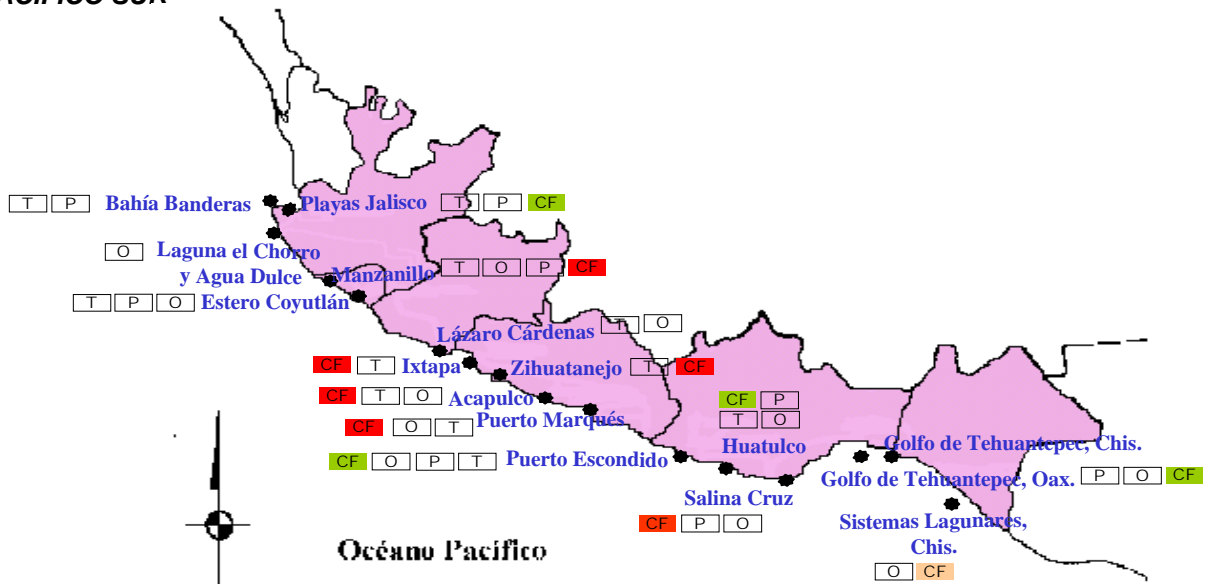 T P Bahía Banderas
Playas Jalisco T P CF
O Laguna el Chorro
y Agua Dulce
Manzanillo T O P CF
T P O Estero Coyutlán
Lázaro Cárdenas T O
CF T Ixtapa
Zihuatanejo T CF
CF T O Acapulco
CF O T Puerto Marqués
CF O P T Puerto Escondido
CF P
T O
Huatulco
Golfo de Tehuantepec, Chis.
Golfo de Tehuantepec, Oax. P O CF
Salina Cruz
CF P O
Sistemas Lagunares,
Chis.
O CF
Océano Pacífico